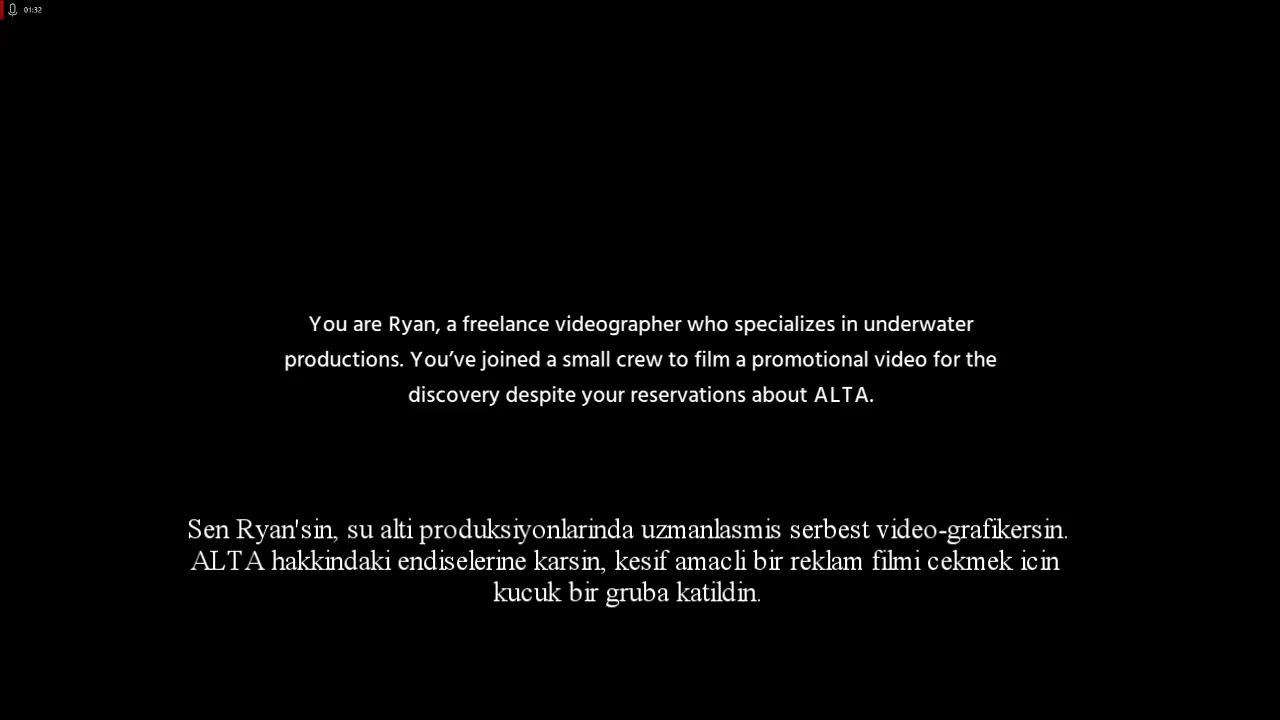 01:32
You are Ryan, a freelance videographer who specializes in underwater
productions. You’ve joined a small crew to film a promotional video for the
discovery despite your reservations about ALTA.
Sen Ryan'sin, su alti produksiyonlarinda uzmanlasmis serbest video-grafikersin.
ALTA hakkindaki endiselerine karsin, kesif amacli bir reklam filmi cekmek icin
kucuk bir gruba katildin.